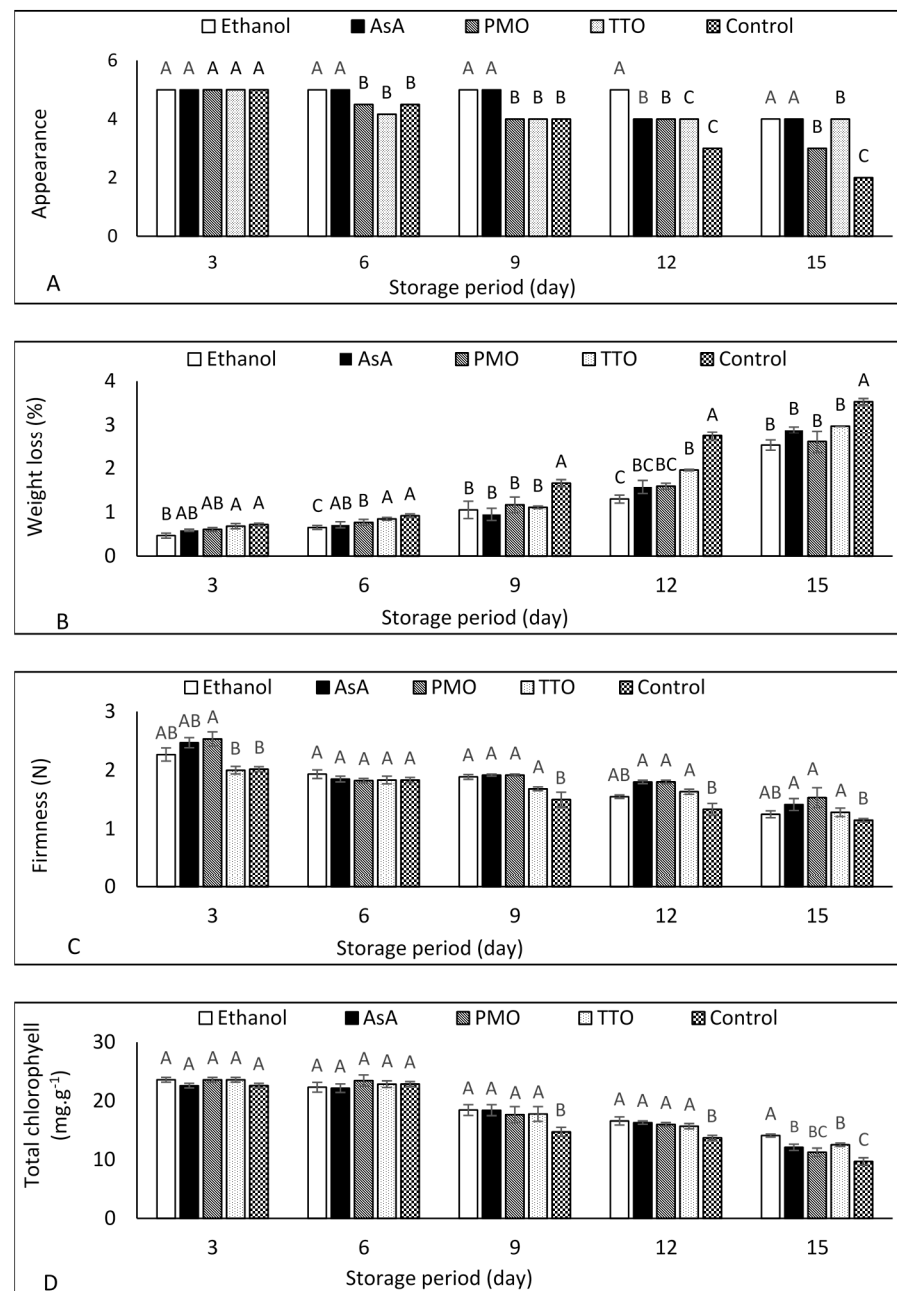 Ethanol AsA PMO TTO Control
6
A A A A A A A B B B A A B B B A B B C C A A B B C
4
2
0
Appearance
3 6 9 12 15
A
Storage period (day)
Ethanol AsA PMO TTO Control
4
3
2
1
0
Weight loss (%)
B AB AB A A C AB B A A B B B B A C BC BC B A B B B B A
3 6 9 12 15
Storage period (day)
B
Ethanol AsA PMO TTO Control
3
2
1
0
Firmness (N)
AB AB A B B A A A A A A A A A B AB A A A B AB A A A B
3 6 9 12 15
Storage period (day)
C
Ethanol AsA PMO TTO Control
30
20
10
0
Total chlorophyell
(mg.g⁻¹)
A A A A A A A A A A A A A A B A A A A B A B BC B C
3 6 9 12 15
Storage period (day)
D